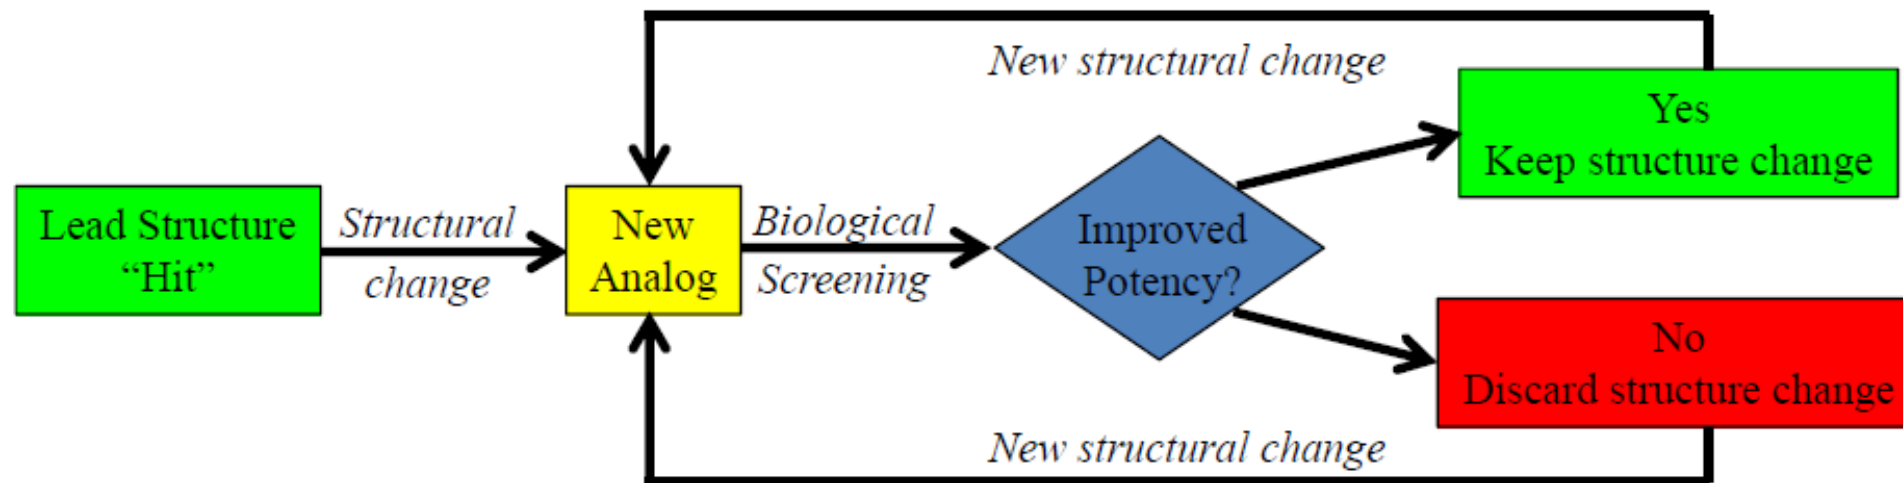 Lead Structure
“Hit”
Structural
change
New
Analog
Biological
Screening
Improved
Potency?
New structural change
Yes
Keep structure change
No
Discard structure change
New structural change